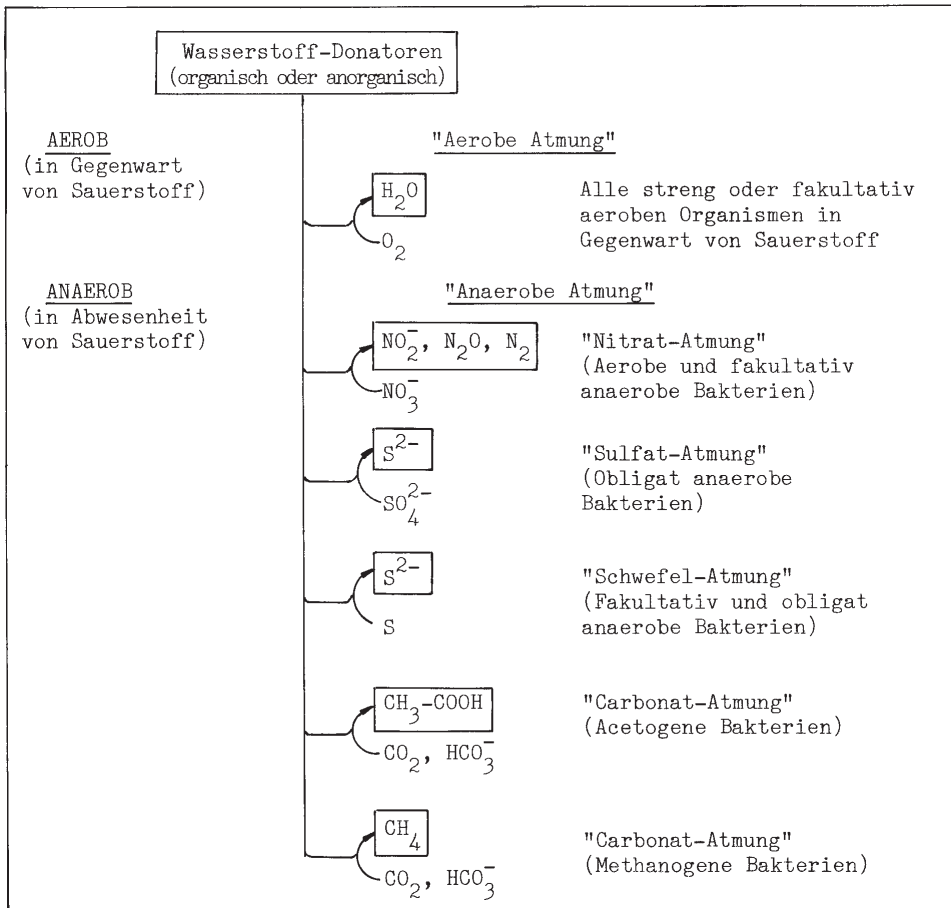 Wasserstoff-Donatoren
(organisch oder anorganisch)
AEROB
(in Gegenwart
von Sauerstoff)
"Aerobe Atmung"
H₂O
O₂
Alle streng oder fakultativ
aeroben Organismen in
Gegenwart von Sauerstoff
ANAEROB
(in Abwesenheit
von Sauerstoff)
"Anaerobe Atmung"
NO₂⁻, N₂O, N₂
NO₃⁻
"Nitrat-Atmung"
(Aerobe und fakultativ
anaerobe Bakterien)
S²⁻
SO₄²⁻
"Sulfat-Atmung"
(Obligat anaerobe
Bakterien)
S²⁻
S
"Schwefel-Atmung"
(Fakultativ und obligat
anaerobe Bakterien)
CH₃-COOH
CO₂, HCO₃⁻
"Carbonat-Atmung"
(Acetogene Bakterien)
CH₄
CO₂, HCO₃⁻
"Carbonat-Atmung"
(Methanogene Bakterien)